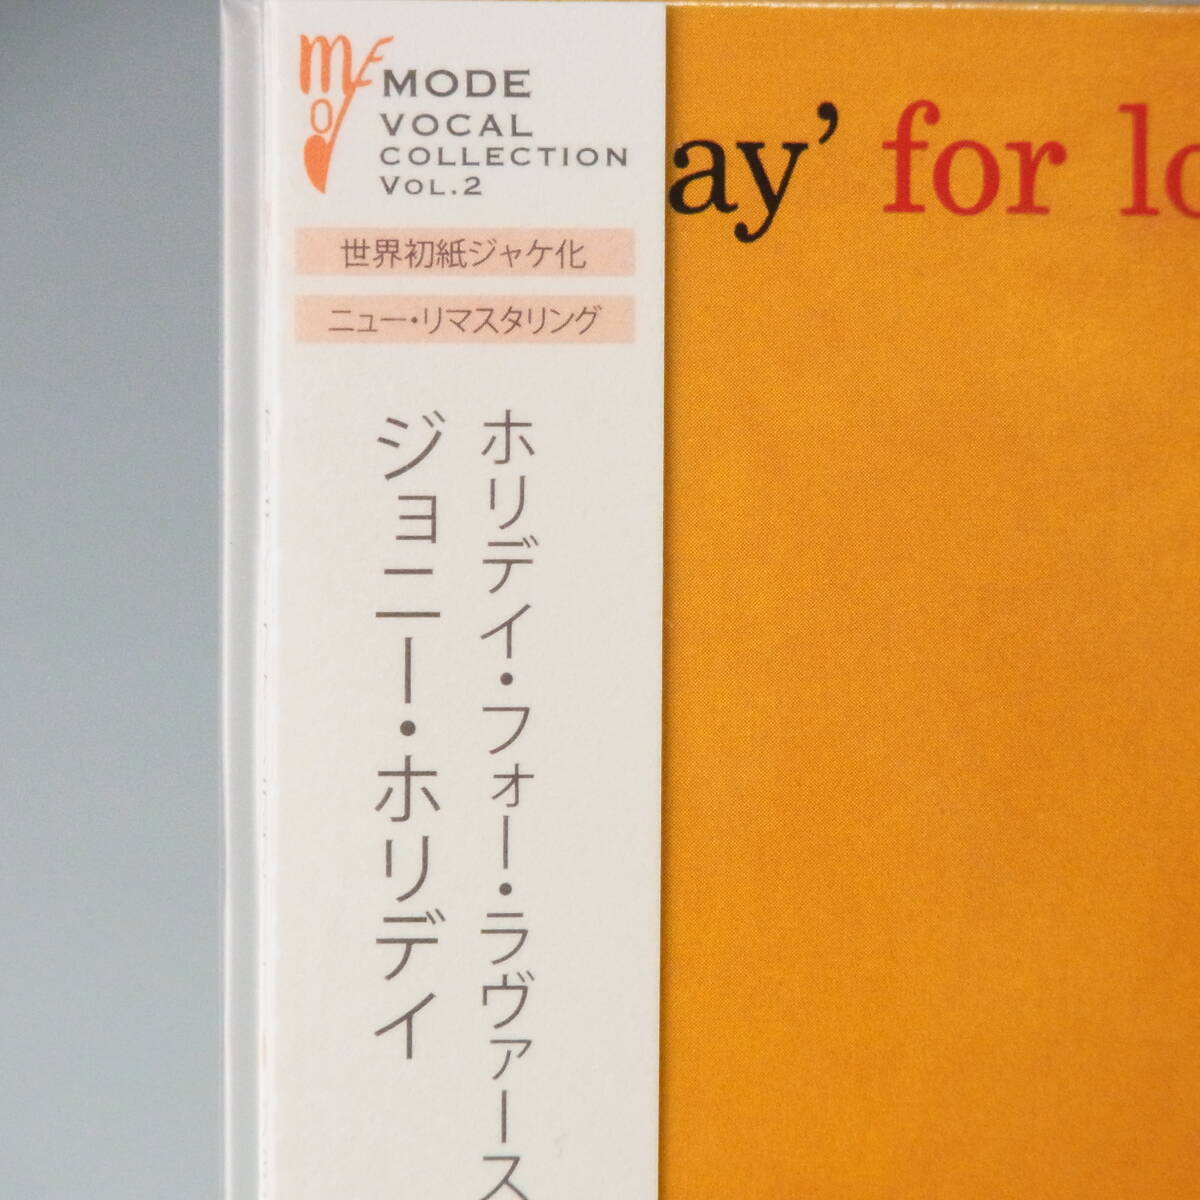 MODE
VOCAL
COLLECTION
VOL.2
世界初紙ジャケ化
ニュー・リマスタリング
ホリデイ・フォー・ラヴァース
ジョニー・ホリデイ
ay’ for lo